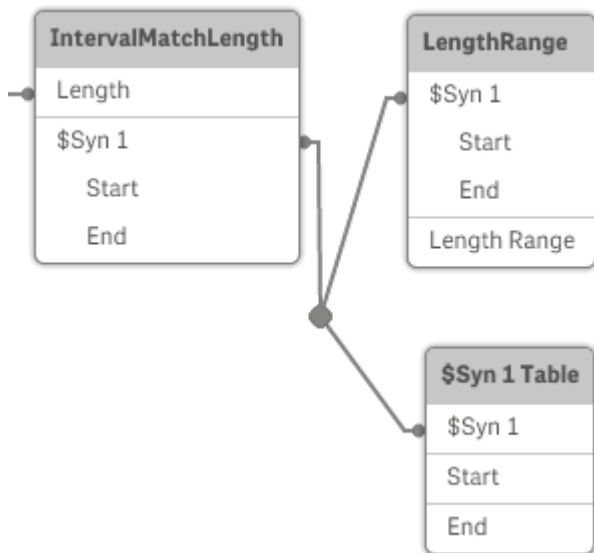 IntervalMatchLength
Length
$Syn 1
Start
End
LengthRange
$Syn 1
Start
End
Length Range
$Syn 1 Table
$Syn 1
Start
End